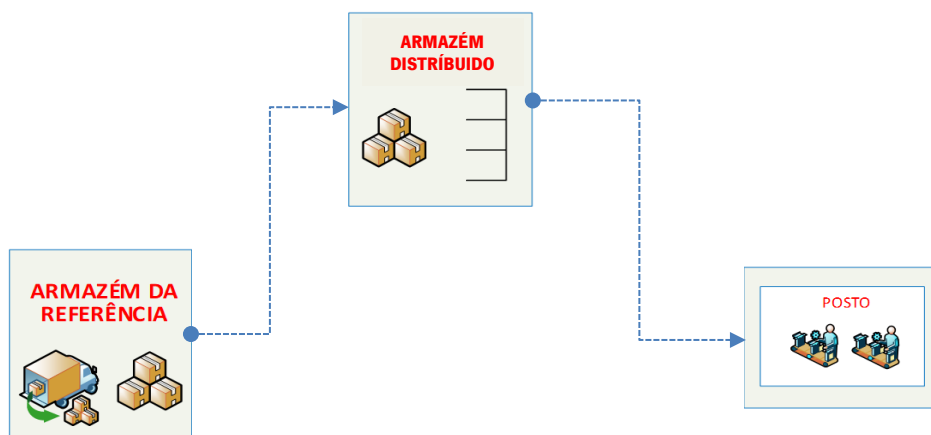 ARMAZÉM
DISTRÍBUIDO
ARMAZÉM DA
REFERÊNCIA
POSTO